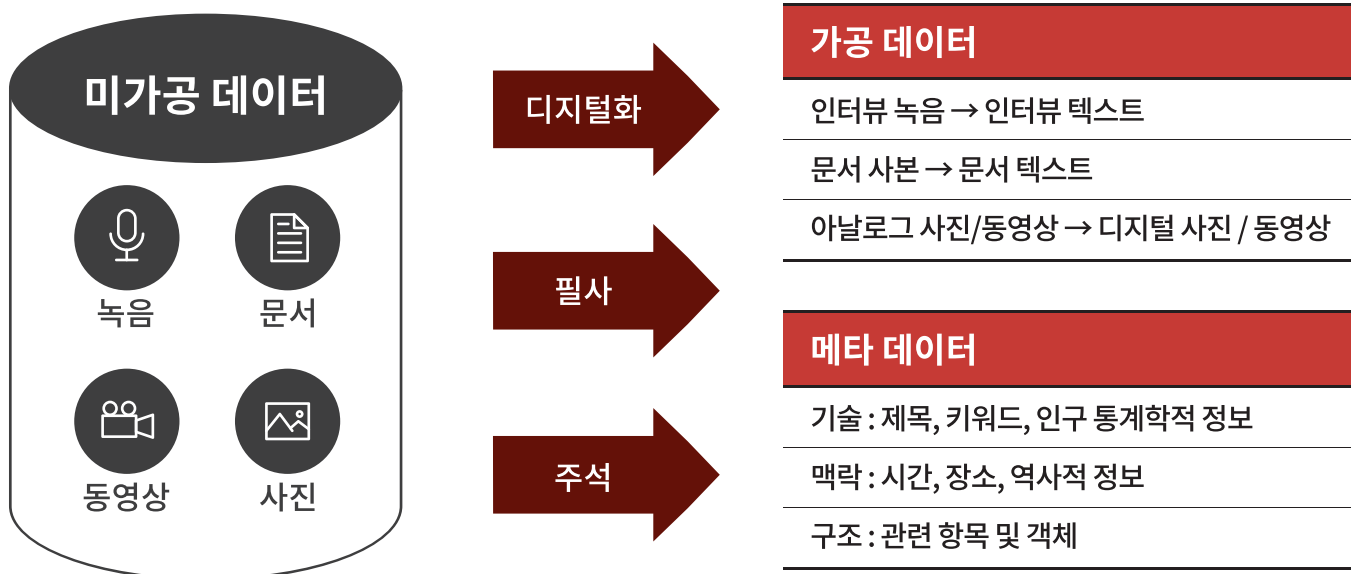 미가공 데이터
녹음
문서
동영상
사진
디지털화
필사
주석
가공 데이터
인터뷰 녹음 → 인터뷰 텍스트
문서 사본 → 문서 텍스트
아날로그 사진/동영상 → 디지털 사진 / 동영상
메타 데이터
기술 : 제목, 키워드, 인구 통계학적 정보
맥락 : 시간, 장소, 역사적 정보
구조 : 관련 항목 및 객체